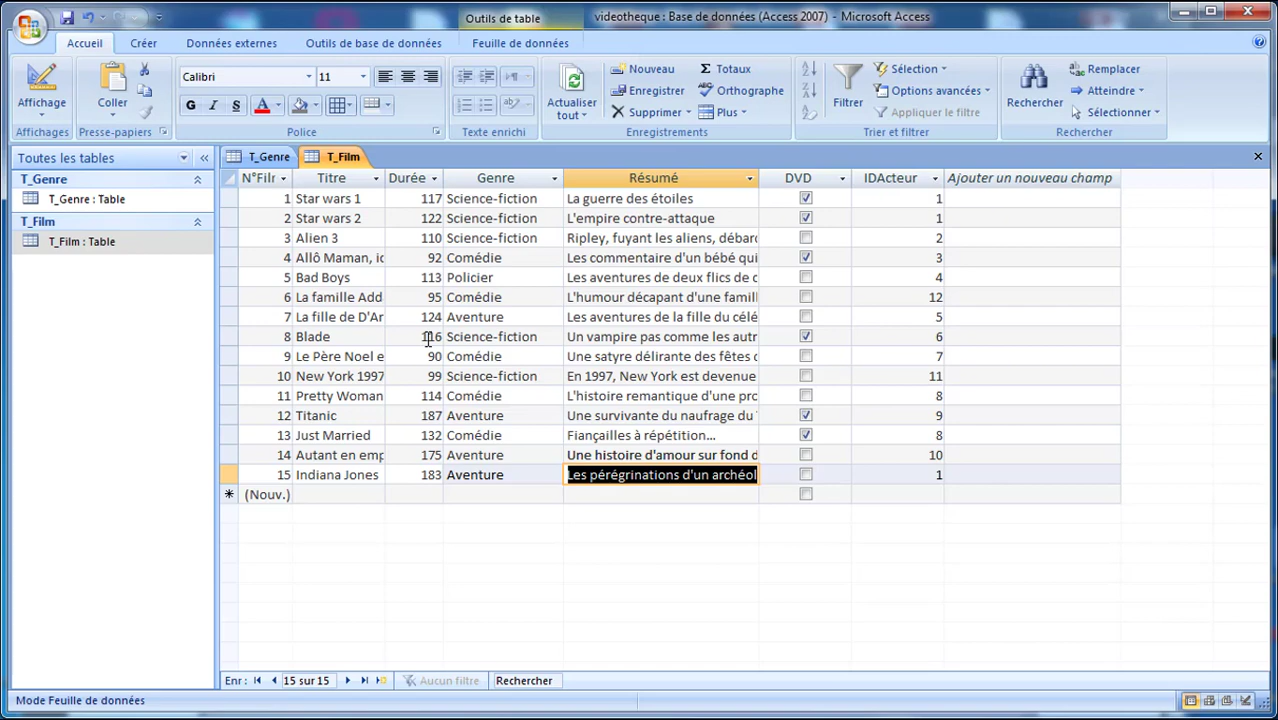 Outils de table videotheque : Base de données (Access 2007) - Microsoft Access
Accueil Créer Données externes Outils de base de données Feuille de données
Affichage
Affichages
Coller
Presse-papiers
Calibri 11
G I S A
Police
Texte enrichi
Actualiser tout
Nouveau
Enregistrer
Supprimer
Totaux
Orthographe
Plus
Enregistrements
Filtrer
Sélection
Options avancées
Appliquer le filtre
Trier et filtrer
Rechercher
Remplacer
Atteindre
Sélectionner
Rechercher
Toutes les tables
T_Genre
T_Genre : Table
T_Film
T_Film : Table
T_Genre T_Film
N°Filr Titre Durée Genre Résumé DVD IDActeur Ajouter un nouveau champ
1 Star wars 1 117 Science-fiction La guerre des étoiles 1
2 Star wars 2 122 Science-fiction L'empire contre-attaque 1
3 Alien 3 110 Science-fiction Ripley, fuyant les aliens, débarc 2
4 Allô Maman, ic 92 Comédie Les commentaire d'un bébé qui 3
5 Bad Boys 113 Policier Les aventures de deux flics de c 4
6 La famille Add 95 Comédie L'humour décapant d'une famill 12
7 La fille de D'Ar 124 Aventure Les aventures de la fille du célé 5
8 Blade 116 Science-fiction Un vampire pas comme les autr 6
9 Le Père Noel e 90 Comédie Une satyre délirante des fêtes c 7
10 New York 1997 99 Science-fiction En 1997, New York est devenue 11
11 Pretty Woman 114 Comédie L'histoire remantique d'une pro 8
12 Titanic 187 Aventure Une survivante du naufrage du 9
13 Just Married 132 Comédie Fiançailles à répétition... 8
14 Autant en emp 175 Aventure Une histoire d'amour sur fond d 10
15 Indiana Jones 183 Aventure Les pérégrinations d'un archéol 1
(Nouv.)
Enr : 15 sur 15 Aucun filtre Rechercher
Mode Feuille de données